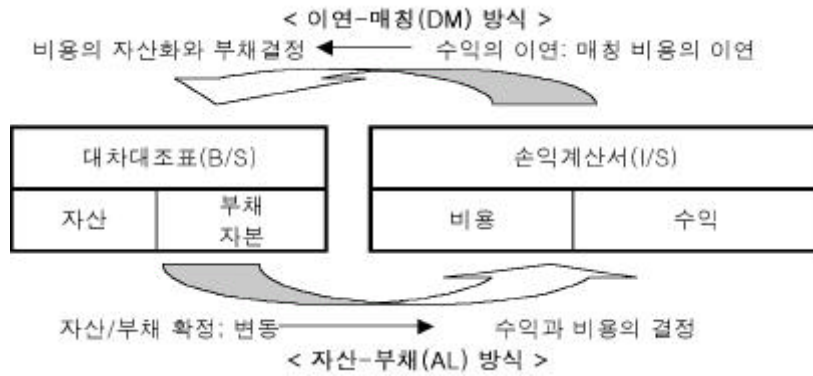 < 이연-매칭(DM) 방식 >
비용의 자산화와 부채결정 수익의 이연: 매칭 비용의 이연
대차대조표(B/S) 손익계산서(I/S)
자산 부채 자본 비용 수익
자산/부채 확정: 변동 수익과 비용의 결정
< 자산-부채(AL) 방식 >